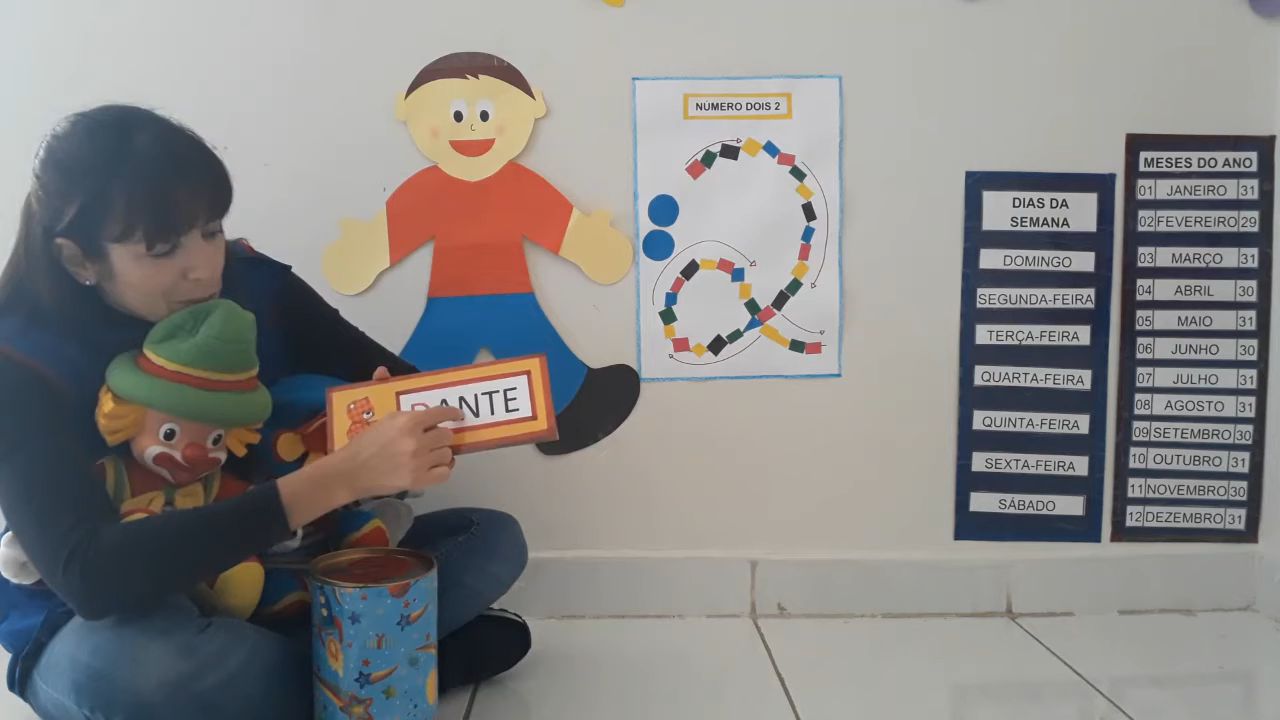 DANTE
NÚMERO DOIS 2
DIAS DA
SEMANA
DOMINGO
SEGUNDA-FEIRA
TERÇA-FEIRA
QUARTA-FEIRA
QUINTA-FEIRA
SEXTA-FEIRA
SÁBADO
MESES DO ANO
01 JANEIRO 31
02 FEVEREIRO 29
03 MARÇO 31
04 ABRIL 30
05 MAIO 31
06 JUNHO 30
07 JULHO 31
08 AGOSTO 31
09 SETEMBRO 30
10 OUTUBRO 31
11 NOVEMBRO 30
12 DEZEMBRO 31